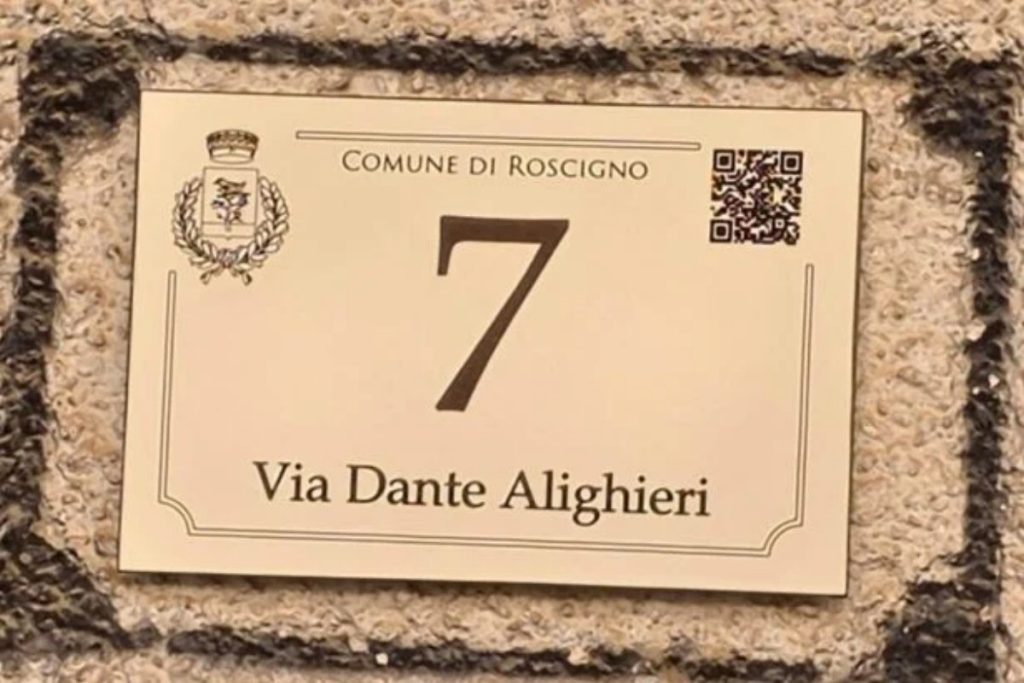 Comune di Roscigno
7
Via Dante Alighieri